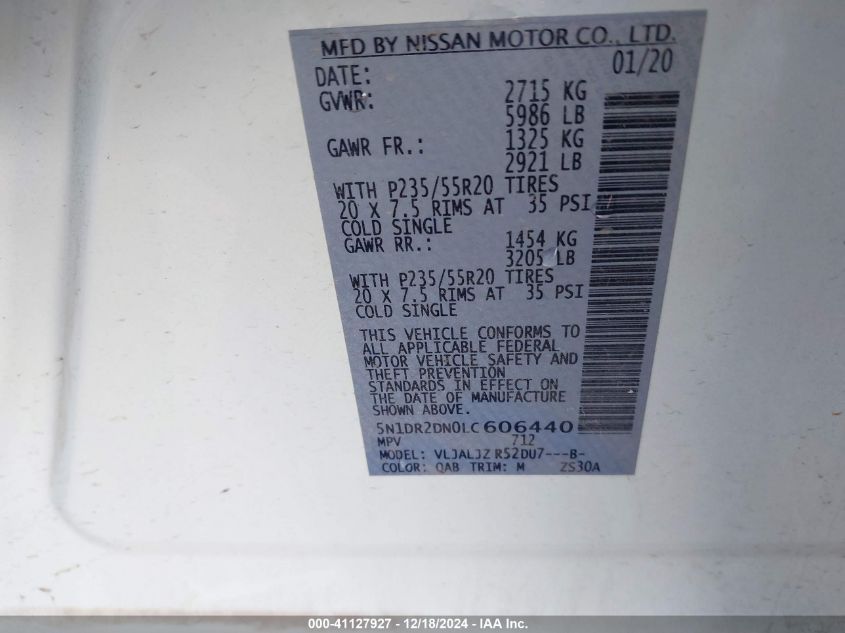 MFD BY NISSAN MOTOR CO., LTD.
DATE: 01/20
GVWR: 2715 KG
5986 LB
GAWR FR.: 1325 KG
2921 LB
WITH P235/55R20 TIRES
20 X 7.5 RIMS AT 35 PSI
COLD SINGLE
GAWR RR.: 1454 KG
3205 LB
WITH P235/55R20 TIRES
20 X 7.5 RIMS AT 35 PSI
COLD SINGLE
THIS VEHICLE CONFORMS TO
ALL APPLICABLE FEDERAL
MOTOR VEHICLE SAFETY AND
THEFT PREVENTION
STANDARDS IN EFFECT ON
THE DATE OF MANUFACTURE
SHOWN ABOVE.
5N1DR2DN0LC606440
MPV 712
MODEL: VLJALJZ R52DU7---B-
COLOR: QAB TRIM: M ZS30A
000-41127927 - 12/18/2024 - IAA Inc.